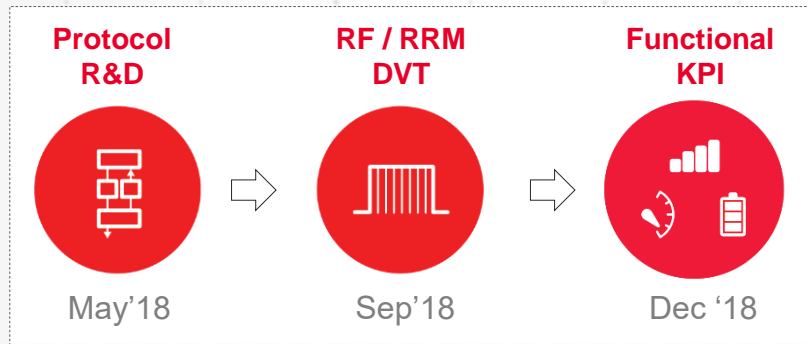 Protocol
R&D
RF / RRM
DVT
Functional
KPI
May’18
Sep’18
Dec ‘18